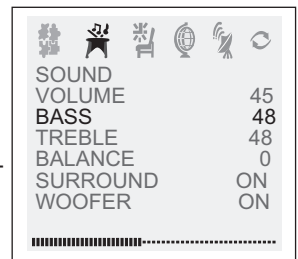 SOUND
VOLUME 45
BASS 48
TREBLE 48
BALANCE 0
SURROUND ON
WOOFER ON